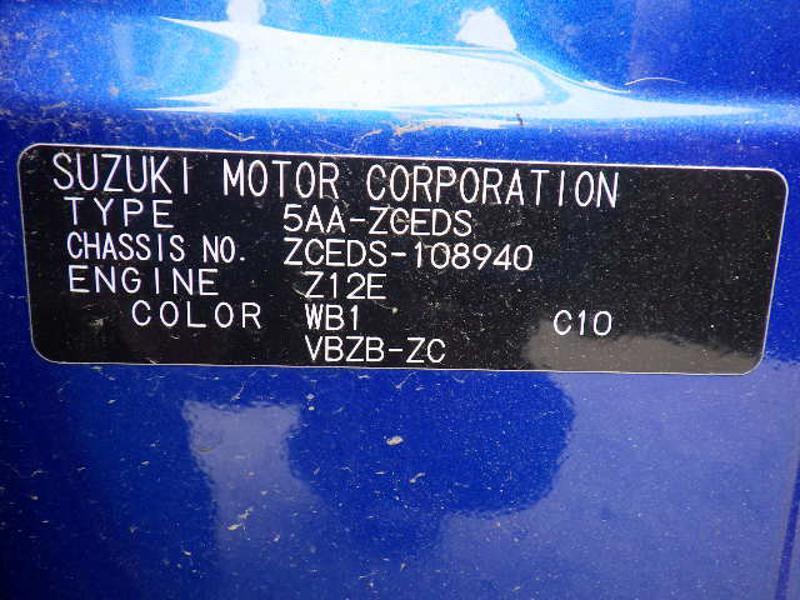 SUZUKI MOTOR CORPORATION
TYPE 5AA-ZCEDS
CHASSIS NO. ZCEDS-108940
ENGINE Z12E
COLOR WB1 C10
VBZB-ZC